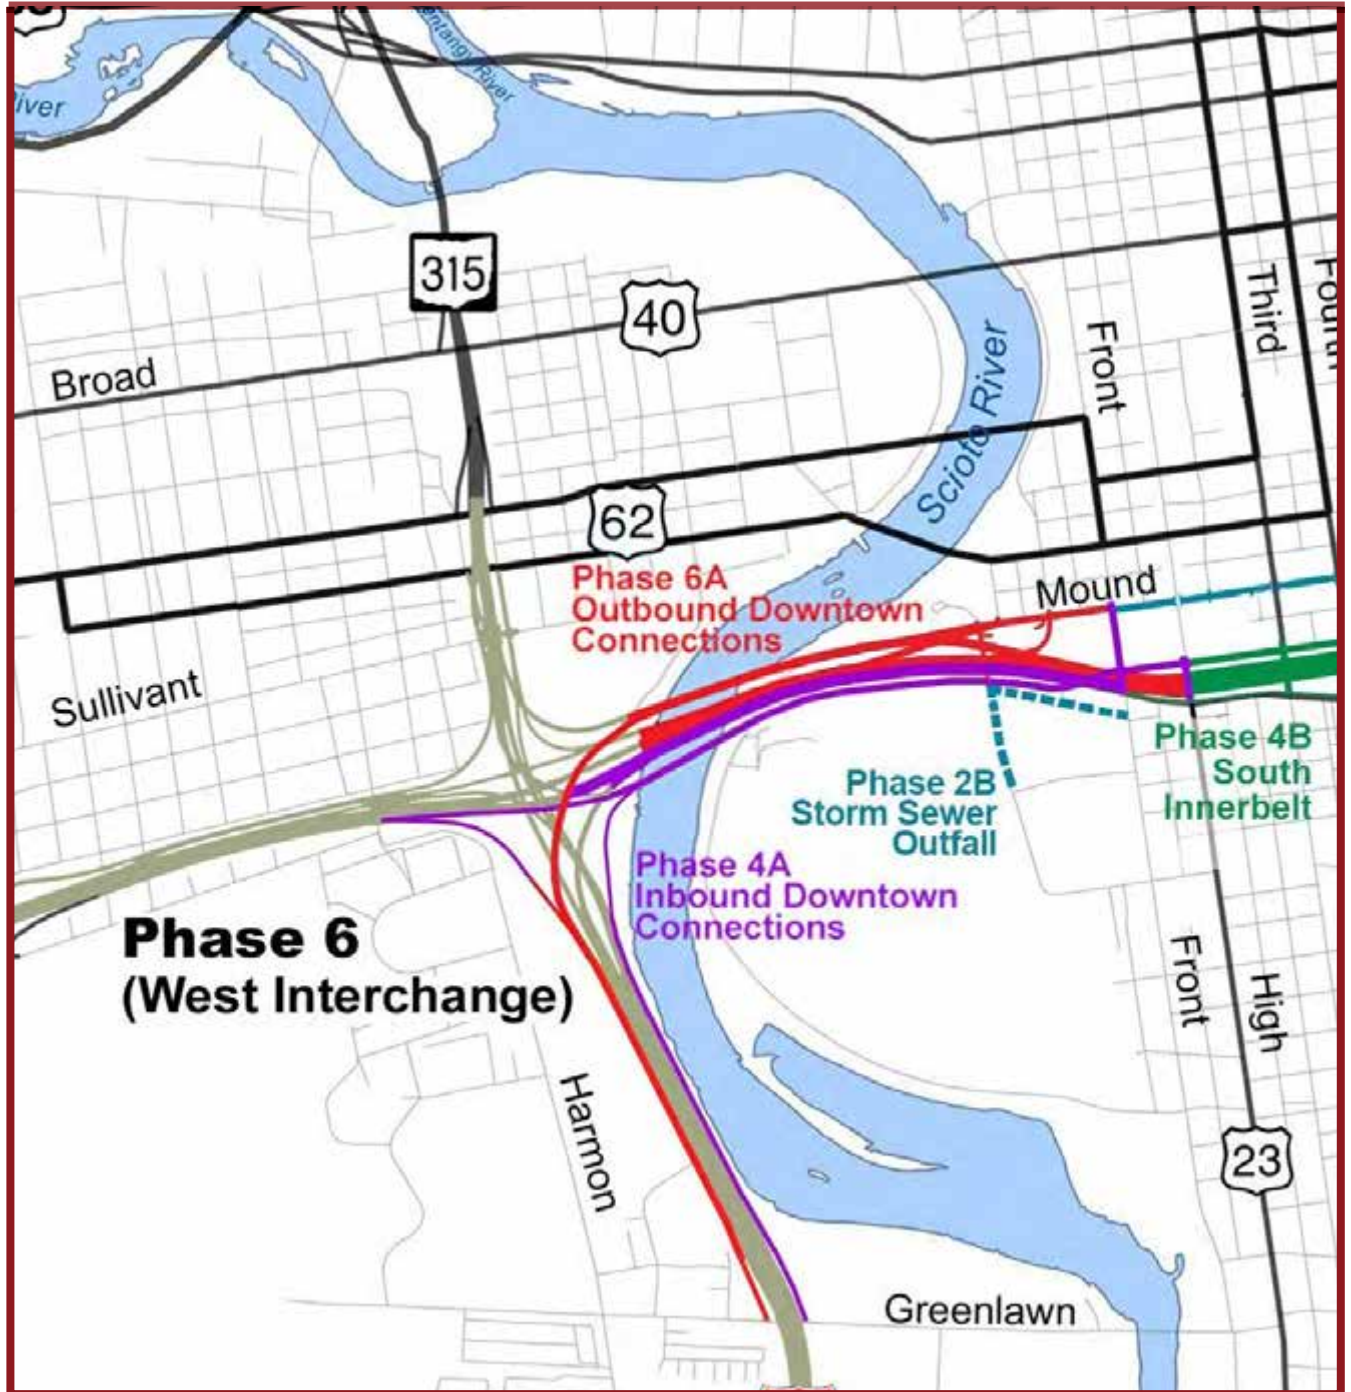 entangy River
iver
315
40
Broad
Scioto River
Front
Third
62
Phase 6A
Outbound Downtown
Connections
Mound
Sullivant
Phase 4B
South
Innerbelt
Phase 2B
Storm Sewer
Outfall
Phase 4A
Inbound Downtown
Connections
Phase 6
(West Interchange)
Front
High
Harmon
23
Greenlawn